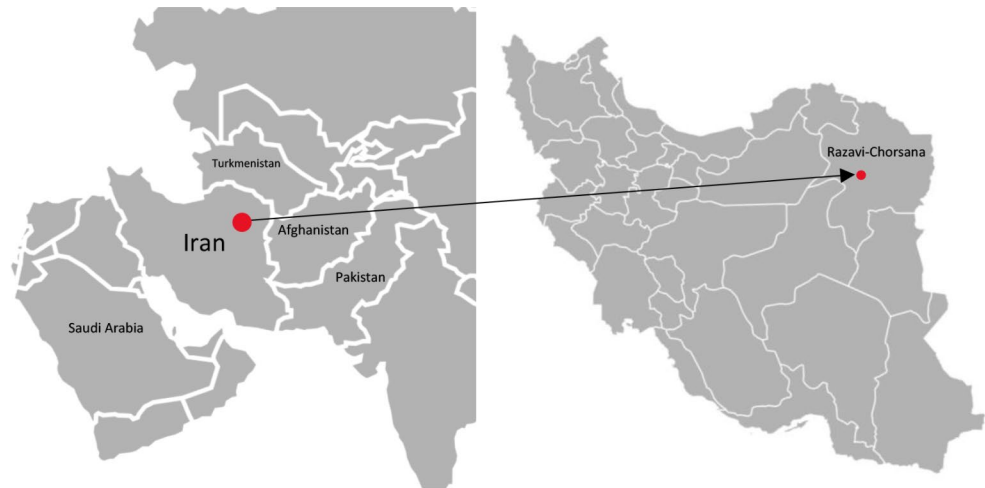 Turkmenistan
Iran
Afghanistan
Pakistan
Saudi Arabia
Razavi-Chorsana